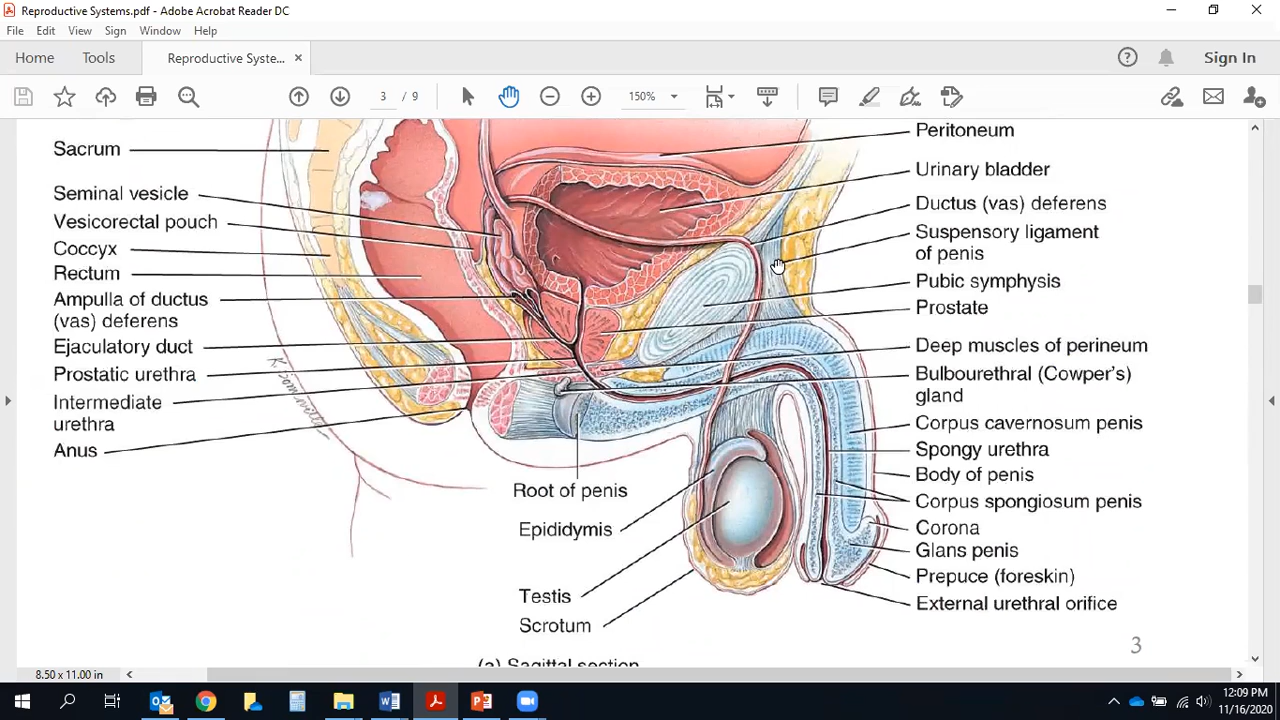 Reproductive Systems.pdf - Adobe Acrobat Reader DC
File Edit View Sign Window Help
Home Tools Reproductive Syste... ×
Sign In
3 / 9
150%
Sacrum
Seminal vesicle
Vesicorectal pouch
Coccyx
Rectum
Ampulla of ductus
(vas) deferens
Ejaculatory duct
Prostatic urethra
Intermediate
urethra
Anus
Root of penis
Epididymis
Testis
Scrotum
Peritoneum
Urinary bladder
Ductus (vas) deferens
Suspensory ligament
of penis
Pubic symphysis
Prostate
Deep muscles of perineum
Bulbourethral (Cowper's)
gland
Corpus cavernosum penis
Spongy urethra
Body of penis
Corpus spongiosum penis
Corona
Glans penis
Prepuce (foreskin)
External urethral orifice
3
(a) Sagittal section
8.50 x 11.00 in
12:09 PM
11/16/2020